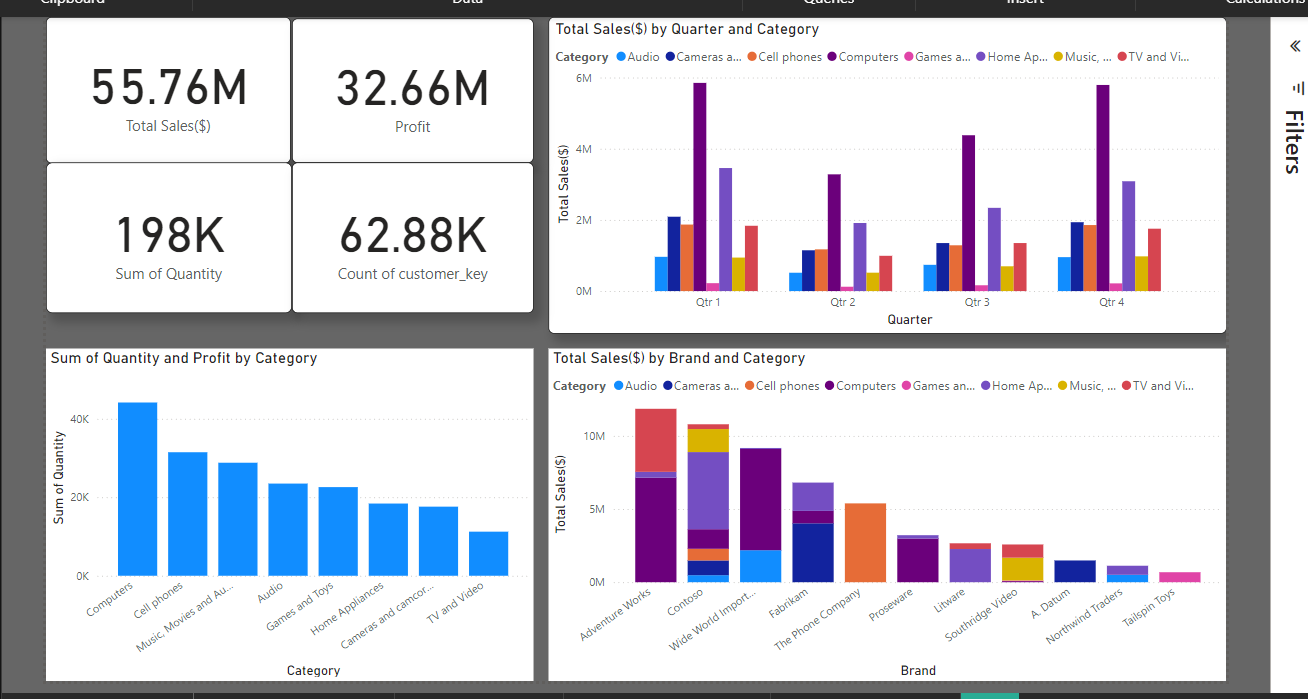 Clipboard Data Queries Insert Calculations
55.76M
Total Sales($)
32.66M
Profit
198K
Sum of Quantity
62.88K
Count of customer_key
Total Sales($) by Quarter and Category
Category Audio Cameras a... Cell phones Computers Games a... Home Ap... Music, ... TV and Vi...
Total Sales($)
6M
4M
2M
0M
Qtr 1 Qtr 2 Qtr 3 Qtr 4
Quarter
Filters
Sum of Quantity and Profit by Category
Sum of Quantity
40K
20K
0K
Computers
Cell phones
Music, Movies and Au...
Audio
Games and Toys
Home Appliances
Cameras and camcor...
TV and Video
Category
Total Sales($) by Brand and Category
Category Audio Cameras a... Cell phones Computers Games an... Home Ap... Music, ... TV and Vi...
Total Sales($)
10M
5M
0M
Adventure Works
Contoso
Wide World Import...
Fabrikam
The Phone Company
Proseware
Litware
Southridge Video
A. Datum
Northwind Traders
Tailspin Toys
Brand